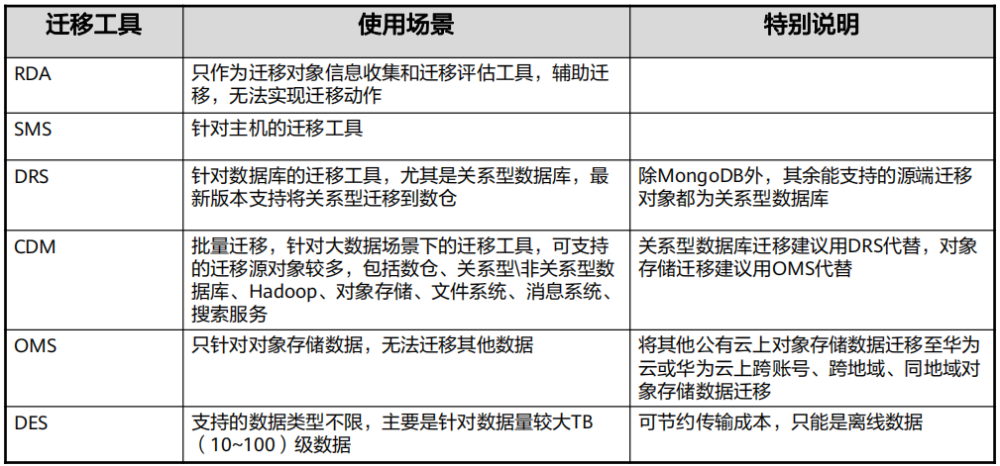 迁移工具
使用场景
特别说明
RDA
只作为迁移对象信息收集和迁移评估工具，辅助迁
移，无法实现迁移动作
SMS
针对主机的迁移工具
DRS
针对数据库的迁移工具，尤其是关系型数据库，最
新版本支持将关系型迁移到数仓
除MongoDB外，其余能支持的源端迁移
对象都为关系型数据库
CDM
批量迁移，针对大数据场景下的迁移工具，可支持
的迁移源对象较多，包括数仓、关系型\非关系型数
据库、Hadoop、对象存储、文件系统、消息系统、
搜索服务
关系型数据库迁移建议用DRS代替，对象
存储迁移建议用OMS代替
OMS
只针对对象存储数据，无法迁移其他数据
将其他公有云上对象存储数据迁移至华为
云或华为云上跨账号、跨地域、同地域对
象存储数据迁移
DES
支持的数据类型不限，主要是针对数据量较大TB
（10~100）级数据
可节约传输成本，只能是离线数据